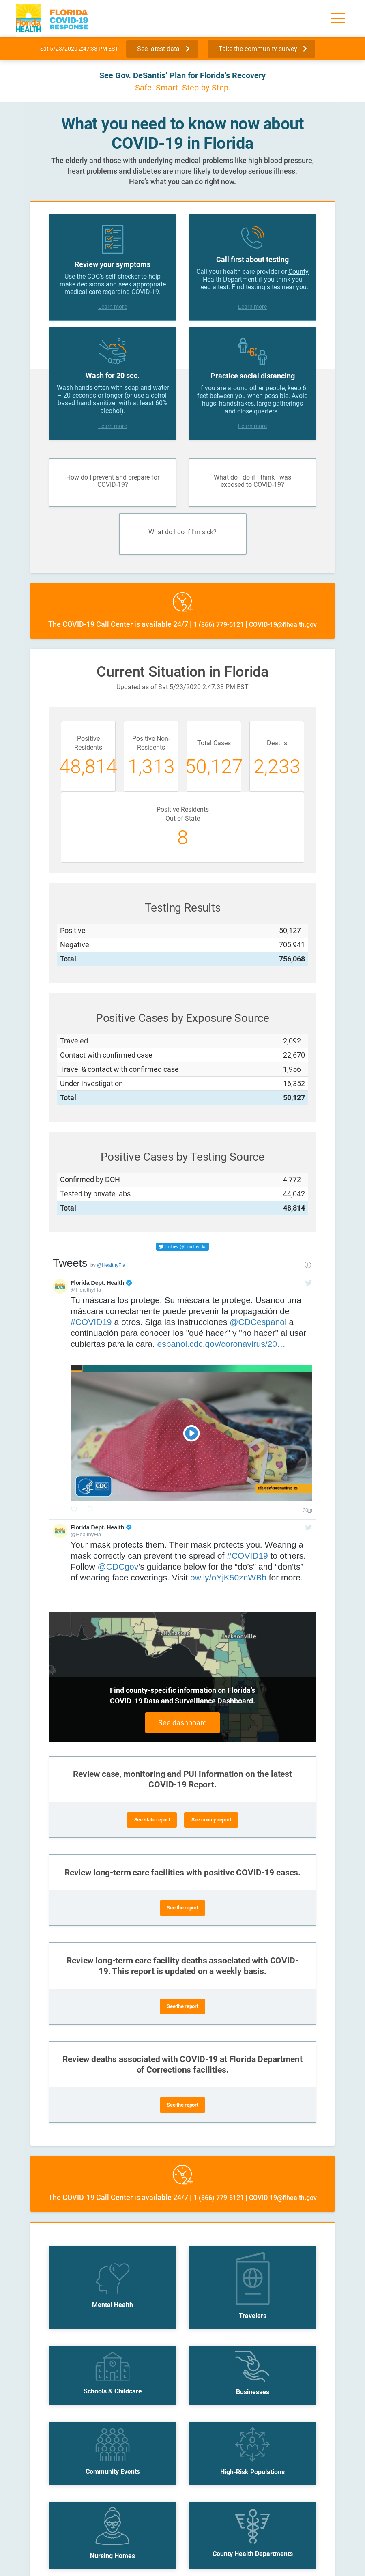 Florida
HEALTH
FLORIDA
COVID-19
RESPONSE
Sat 5/23/2020 2:47:38 PM EST
See latest data
Take the community survey
See Gov. DeSantis' Plan for Florida's Recovery
Safe. Smart. Step-by-Step.
What you need to know now about
COVID-19 in Florida
The elderly and those with underlying medical problems like high blood pressure,
heart problems and diabetes are more likely to develop serious illness.
Here's what you can do right now.
Review your symptoms
Use the CDC's self-checker to help
make decisions and seek appropriate
medical care regarding COVID-19.
Learn more
Call first about testing
Call your health care provider or County
Health Department if you think you
need a test. Find testing sites near you.
Learn more
Wash for 20 sec.
Wash hands often with soap and water
– 20 seconds or longer (or use alcohol-
based hand sanitizer with at least 60%
alcohol).
Learn more
6'
Practice social distancing
If you are around other people, keep 6
feet between you when possible. Avoid
hugs, handshakes, large gatherings
and close quarters.
Learn more
How do I prevent and prepare for
COVID-19?
What do I do if I think I was
exposed to COVID-19?
What do I do if I'm sick?
24
The COVID-19 Call Center is available 24/7 | 1 (866) 779-6121 | COVID-19@flhealth.gov
Current Situation in Florida
Updated as of Sat 5/23/2020 2:47:38 PM EST
Positive
Residents
48,814
Positive Non-
Residents
1,313
Total Cases
50,127
Deaths
2,233
Positive Residents
Out of State
8
Testing Results
Positive 50,127
Negative 705,941
Total 756,068
Positive Cases by Exposure Source
Traveled 2,092
Contact with confirmed case 22,670
Travel & contact with confirmed case 1,956
Under Investigation 16,352
Total 50,127
Positive Cases by Testing Source
Confirmed by DOH 4,772
Tested by private labs 44,042
Total 48,814
Follow @HealthyFla
Tweets by @HealthyFla
Florida Dept. Health
@HealthyFla
Tu máscara los protege. Su máscara te protege. Usando una
máscara correctamente puede prevenir la propagación de
#COVID19 a otros. Siga las instrucciones @CDCespanol a
continuación para conocer los "qué hacer" y "no hacer" al usar
cubiertas para la cara. espanol.cdc.gov/coronavirus/20…
CDC
cdc.gov/coronavirus-es
30m
Florida Dept. Health
@HealthyFla
Your mask protects them. Their mask protects you. Wearing a
mask correctly can prevent the spread of #COVID19 to others.
Follow @CDCgov's guidance below for the “do's” and “don'ts”
of wearing face coverings. Visit ow.ly/oYjK50znWBb for more.
Tallahassee
Jacksonville
Find county-specific information on Florida's
COVID-19 Data and Surveillance Dashboard.
See dashboard
Review case, monitoring and PUI information on the latest
COVID-19 Report.
See state report
See county report
Review long-term care facilities with positive COVID-19 cases.
See the report
Review long-term care facility deaths associated with COVID-
19. This report is updated on a weekly basis.
See the report
Review deaths associated with COVID-19 at Florida Department
of Corrections facilities.
See the report
24
The COVID-19 Call Center is available 24/7 | 1 (866) 779-6121 | COVID-19@flhealth.gov
Mental Health
Travelers
Schools & Childcare
Businesses
Community Events
High-Risk Populations
Nursing Homes
County Health Departments